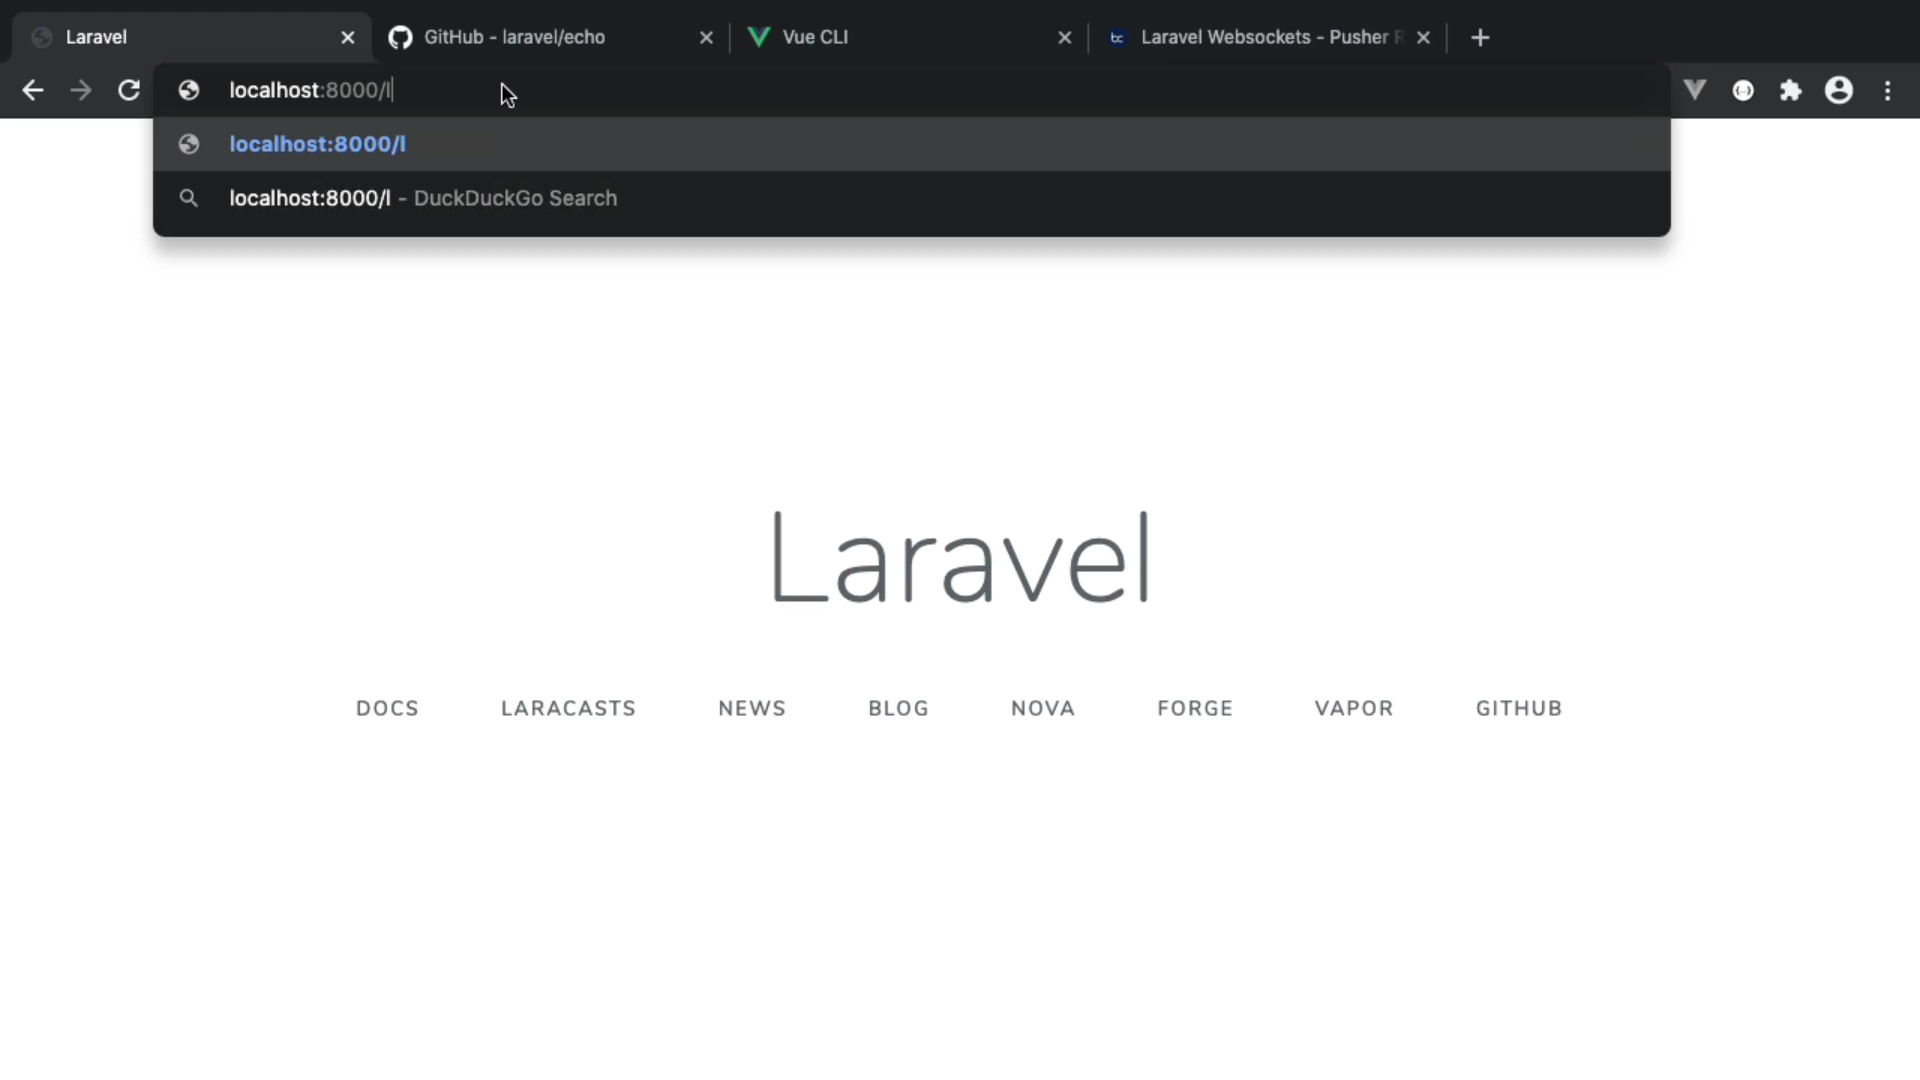 Laravel
GitHub - laravel/echo
Vue CLI
Laravel Websockets - Pusher R
localhost:8000/l
localhost:8000/l
localhost:8000/l - DuckDuckGo Search
Laravel
DOCS LARACASTS NEWS BLOG NOVA FORGE VAPOR GITHUB